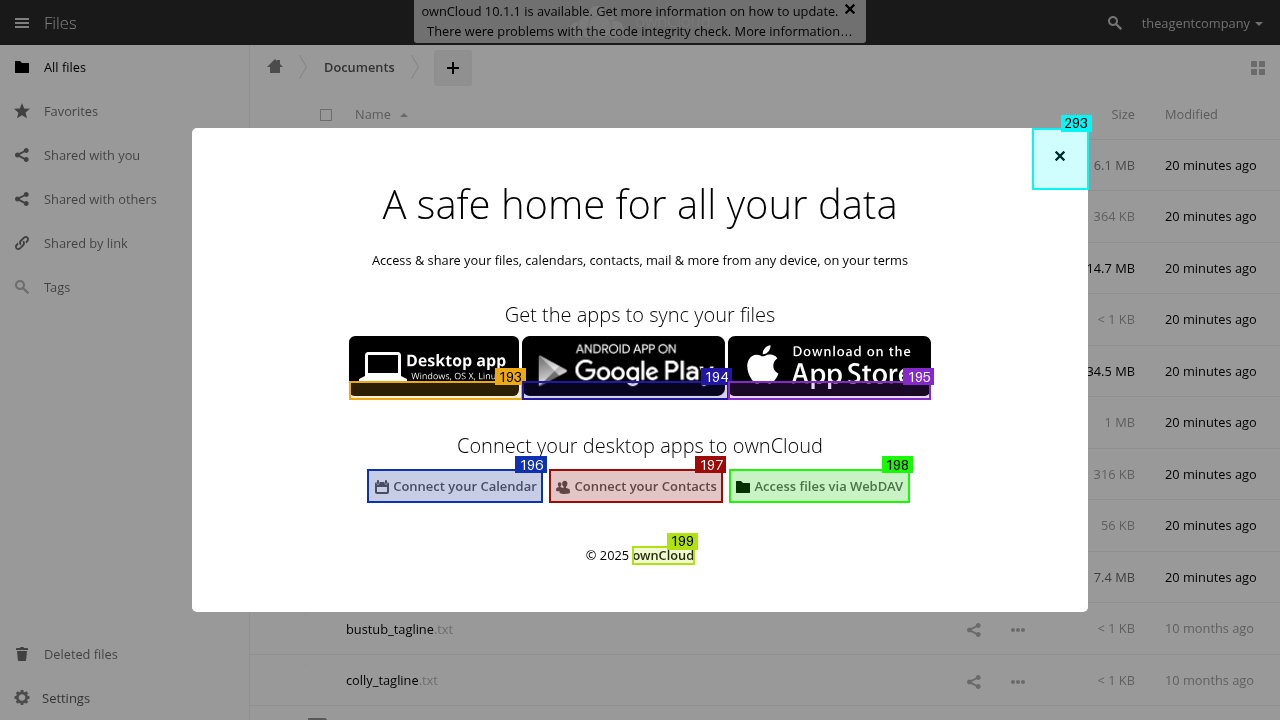 Files
ownCloud 10.1.1 is available. Get more information on how to update.
There were problems with the code integrity check. More information…
theagentcompany
All files
Favorites
Shared with you
Shared with others
Shared by link
Tags
Deleted files
Settings
Documents
Name
Size
Modified
6.1 MB
20 minutes ago
364 KB
20 minutes ago
14.7 MB
20 minutes ago
< 1 KB
20 minutes ago
34.5 MB
20 minutes ago
1 MB
20 minutes ago
316 KB
20 minutes ago
56 KB
20 minutes ago
7.4 MB
20 minutes ago
bustub_tagline.txt
< 1 KB
10 months ago
colly_tagline.txt
< 1 KB
10 months ago
293
A safe home for all your data
Access & share your files, calendars, contacts, mail & more from any device, on your terms
Get the apps to sync your files
Desktop app
Windows, OS X, Linu
193
ANDROID APP ON
Google Play
194
Download on the
App Store
195
Connect your desktop apps to ownCloud
196
Connect your Calendar
197
Connect your Contacts
198
Access files via WebDAV
199
© 2025 ownCloud